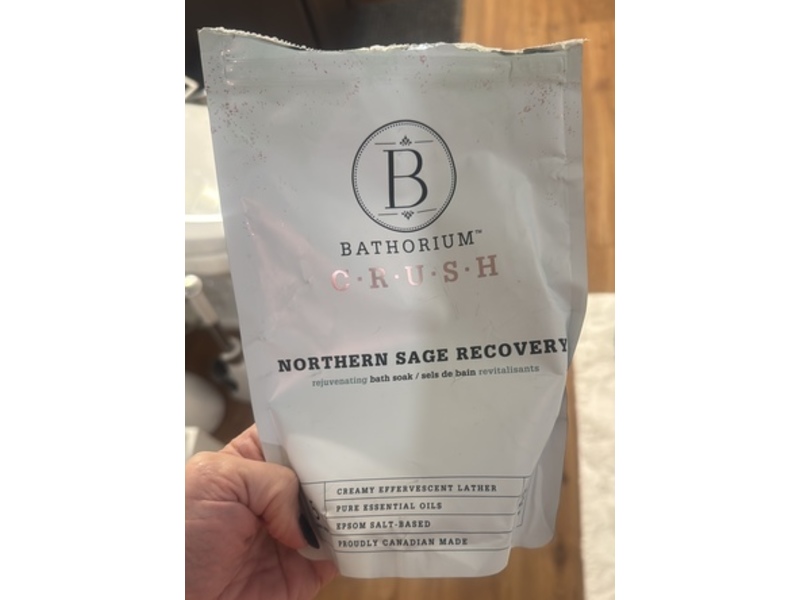 B
BATHORIUM™
C·R·U·S·H
NORTHERN SAGE RECOVERY
rejuvenating bath soak / sels de bain revitalisants
CREAMY EFFERVESCENT LATHER
PURE ESSENTIAL OILS
EPSOM SALT-BASED
PROUDLY CANADIAN MADE